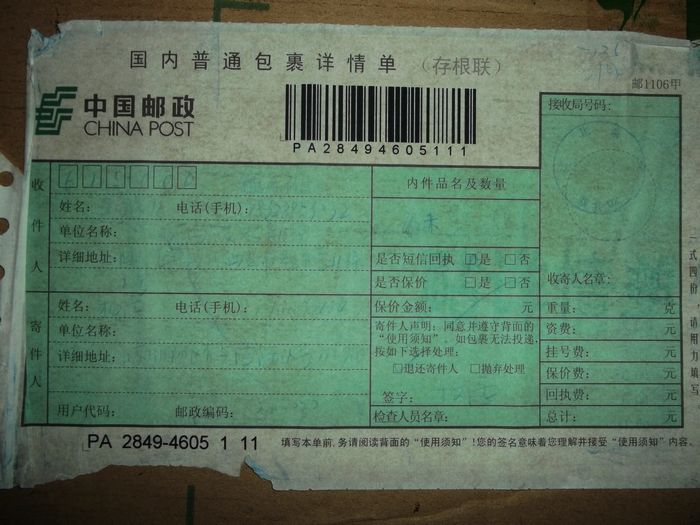 国内普通包裹详情单 (存根联)
中国邮政
CHINA POST
PA28494605111
邮1106甲
接收局号码:
收件人
姓名: 电话(手机):
单位名称:
详细地址:
内件品名及数量
是否短信回执 □是 □否
是否保价 □是 □否
收寄人名章:
寄件人
姓名: 电话(手机):
单位名称:
详细地址:
用户代码: 邮政编码:
保价金额: 元
寄件人声明: 同意并遵守背面的
“使用须知”。如包裹无法投递,
按如下选择处理:
□退还寄件人 □抛弃处理
签字:
检查人员名章:
重量: 克
资费: 元
挂号费: 元
保价费: 元
回执费: 元
总计: 元
一式四份 请用力填写
PA 2849-4605 1 11
填写本单前,务请阅读背面的“使用须知”!您的签名意味着您理解并接受“使用须知”内容。